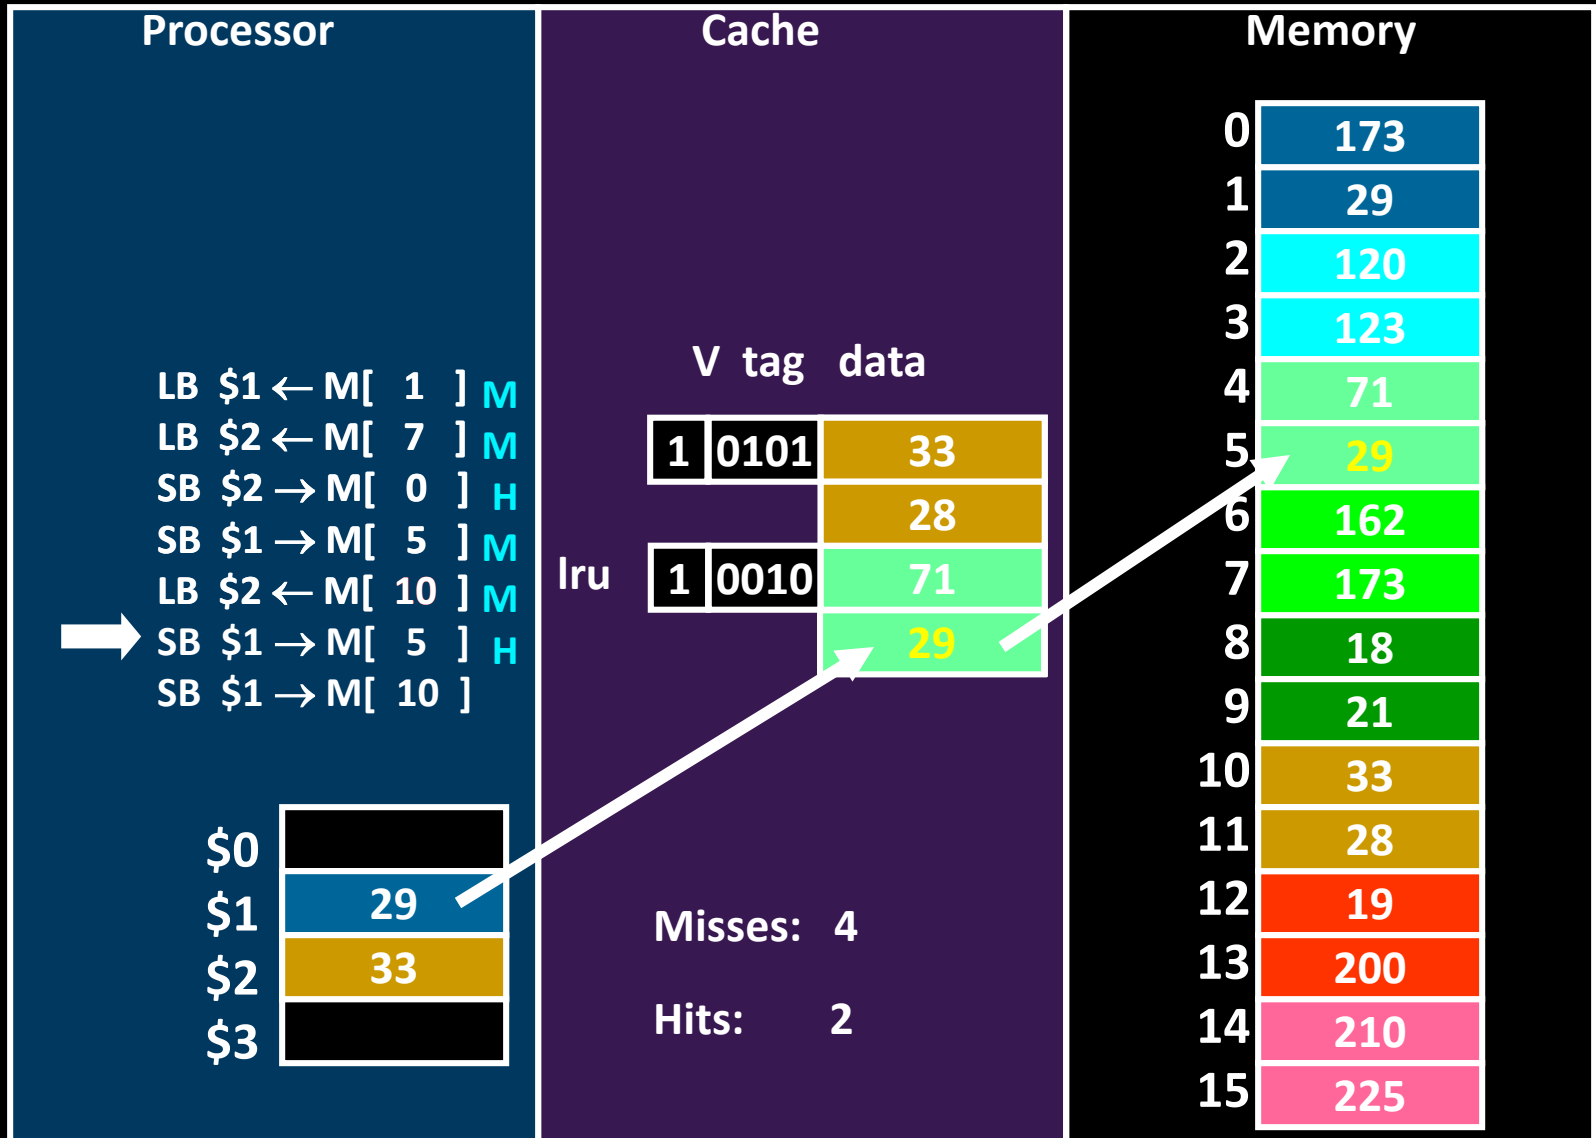 Processor
LB $1 ← M[ 1 ] M
LB $2 ← M[ 7 ] M
SB $2 → M[ 0 ] H
SB $1 → M[ 5 ] M
LB $2 ← M[ 10 ] M
SB $1 → M[ 5 ] H
SB $1 → M[ 10 ]
$0
$1 29
$2 33
$3
Cache
V tag data
1 0101 33
28
lru 1 0010 71
29
Misses: 4
Hits: 2
Memory
0 173
1 29
2 120
3 123
4 71
5 29
6 162
7 173
8 18
9 21
10 33
11 28
12 19
13 200
14 210
15 225